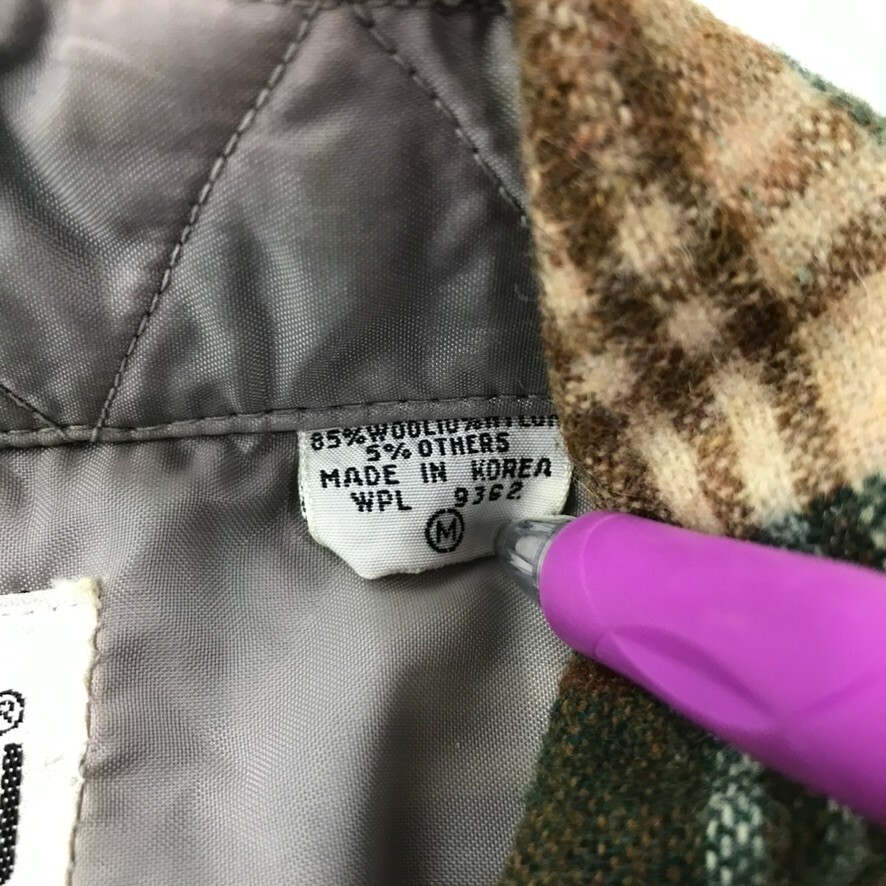 85%WOOL10%NYLON
5% OTHERS
MADE IN KOREA
WPL 9362
M
®